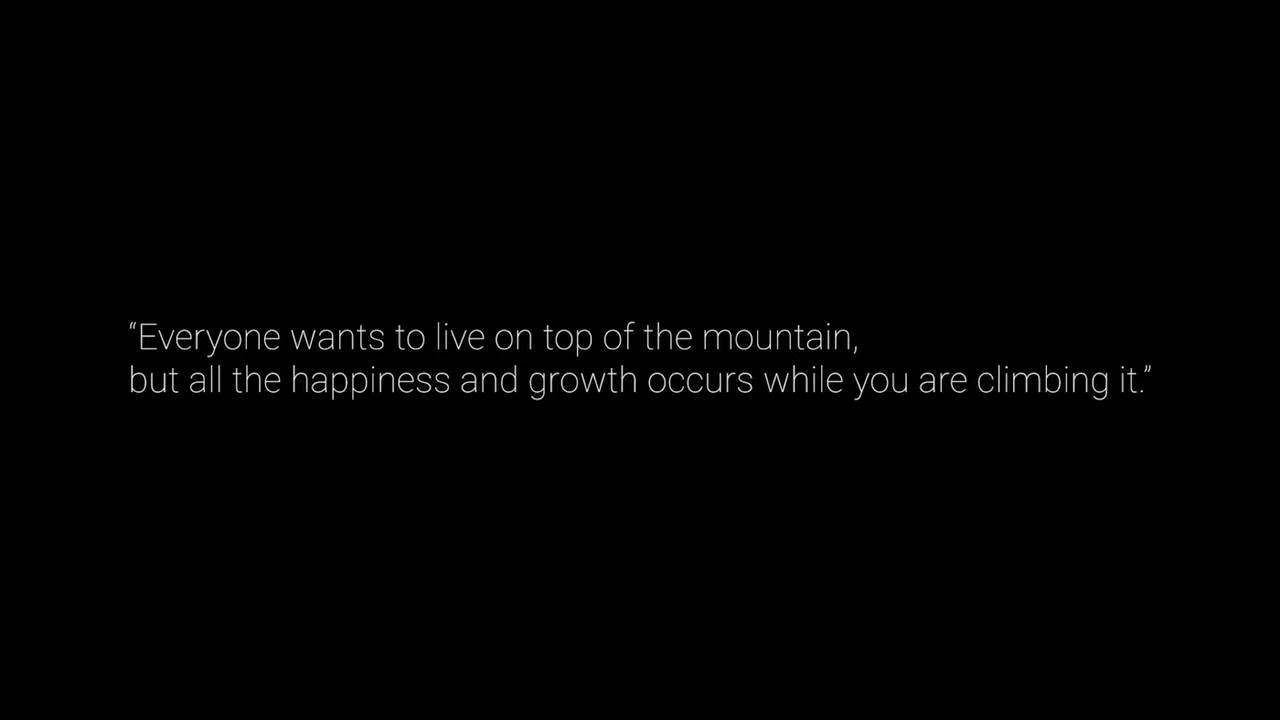 “Everyone wants to live on top of the mountain,
but all the happiness and growth occurs while you are climbing it.”